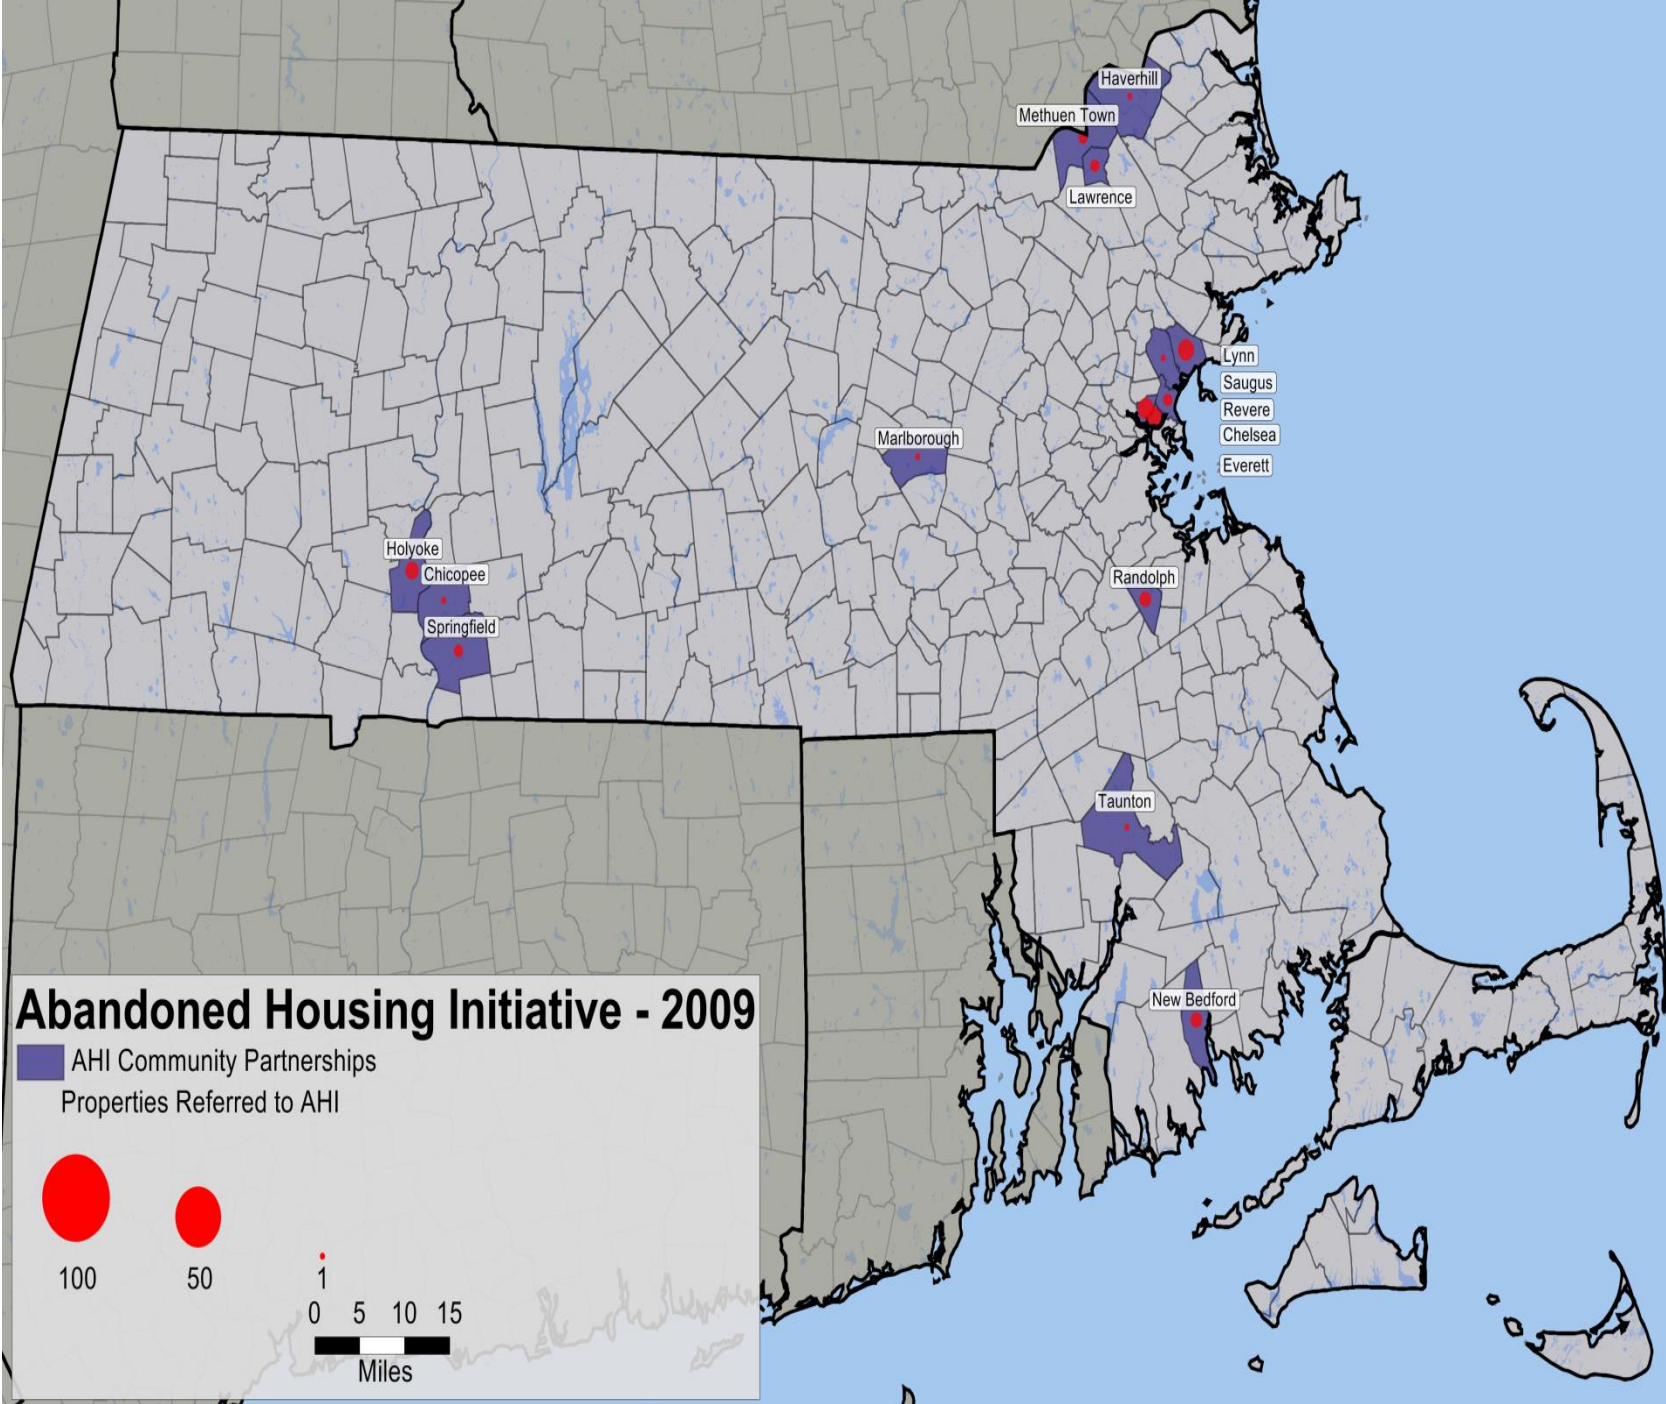 Haverhill
Methuen Town
Lawrence
Lynn
Saugus
Revere
Chelsea
Everett
Marlborough
Holyoke
Chicopee
Springfield
Randolph
Taunton
New Bedford
Abandoned Housing Initiative - 2009
AHI Community Partnerships
Properties Referred to AHI
100 50 1
0 5 10 15
Miles